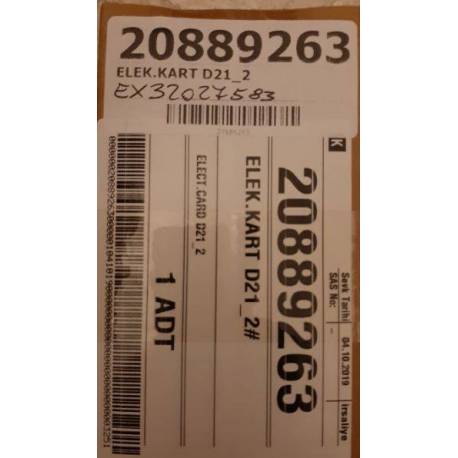 20889263
ELEK.KART D21_2
EX32027583
K
Sevk Tarihi 04.10.2019 irsaliye
SAS No: -
20889263
ELEK.KART D21_2#
ELECT.CARD D21_2
1 ADT